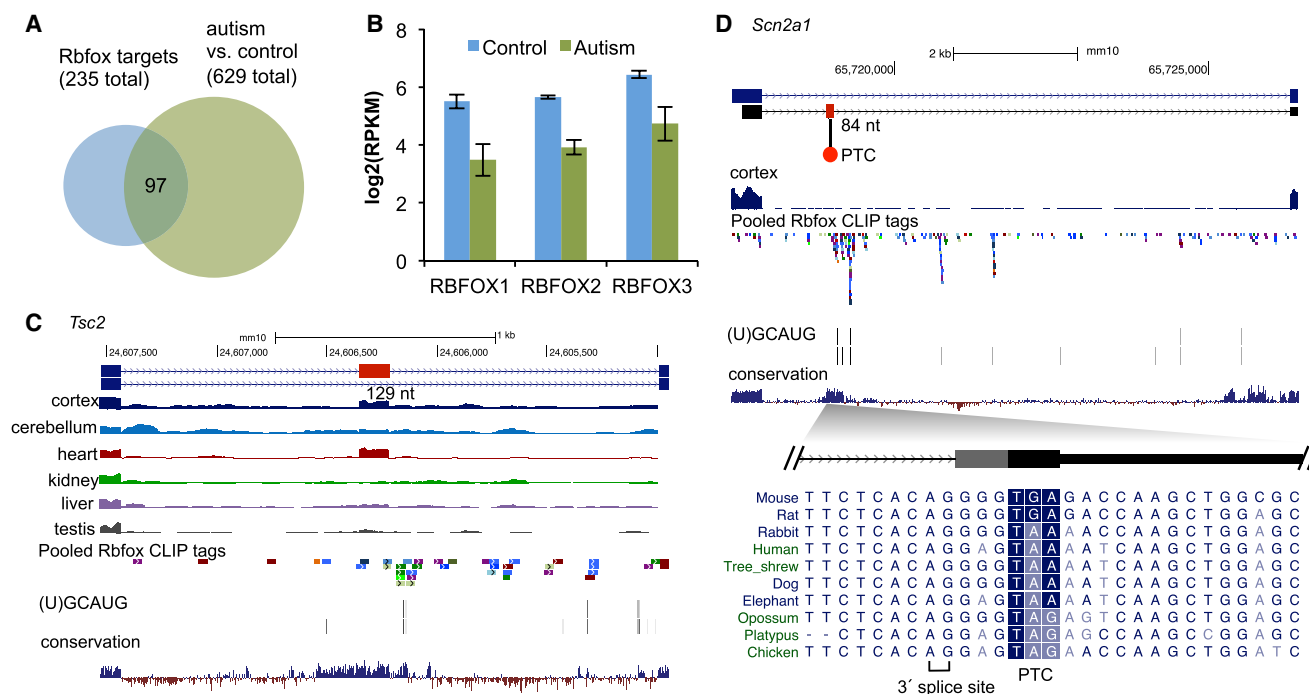 A
Rbfox targets
(235 total)
autism
vs. control
(629 total)
97
B
8
6
4
2
0
log2(RPKM)
Control Autism
RBFOX1 RBFOX2 RBFOX3
C Tsc2
mm10 1 kb
24,607,500 24,607,000 24,606,500 24,606,000 24,605,500
129 nt
cortex
cerebellum
heart
kidney
liver
testis
Pooled Rbfox CLIP tags
(U)GCAUG
conservation
D Scn2a1
2 kb mm10
65,720,000 65,725,000
84 nt
PTC
cortex
Pooled Rbfox CLIP tags
(U)GCAUG
conservation
Mouse T T C T C A C A G G G G T G A G A C C A A G C T G G C G C
Rat T T C T C A C A G G G G T G A G A C C A A G C T G G A G C
Rabbit T T C T C A C A G G G G T A A A A C C A A G C T G G A G C
Human T T C T C A C A G G A G T A A A A T C A A G C T G G A G C
Tree_shrew T T C T C A C A G G G G T A A A A T C A A G C T G G A G C
Dog T T C T C A C A G G G G T A A A A T C A A G C T G G A G C
Elephant T T C T C A C A G G A G T A A A A T C A A G C T G G A G C
Opossum T T C T C A C A G G G G T A G A G T C A A G C T G G A G C
Platypus - - C T C A C A G G A G T A G A G C C A A G C C G G A G C
Chicken T T C T C A C A G G A G T A G A A C C A A G C T G G A T C
3´ splice site
PTC